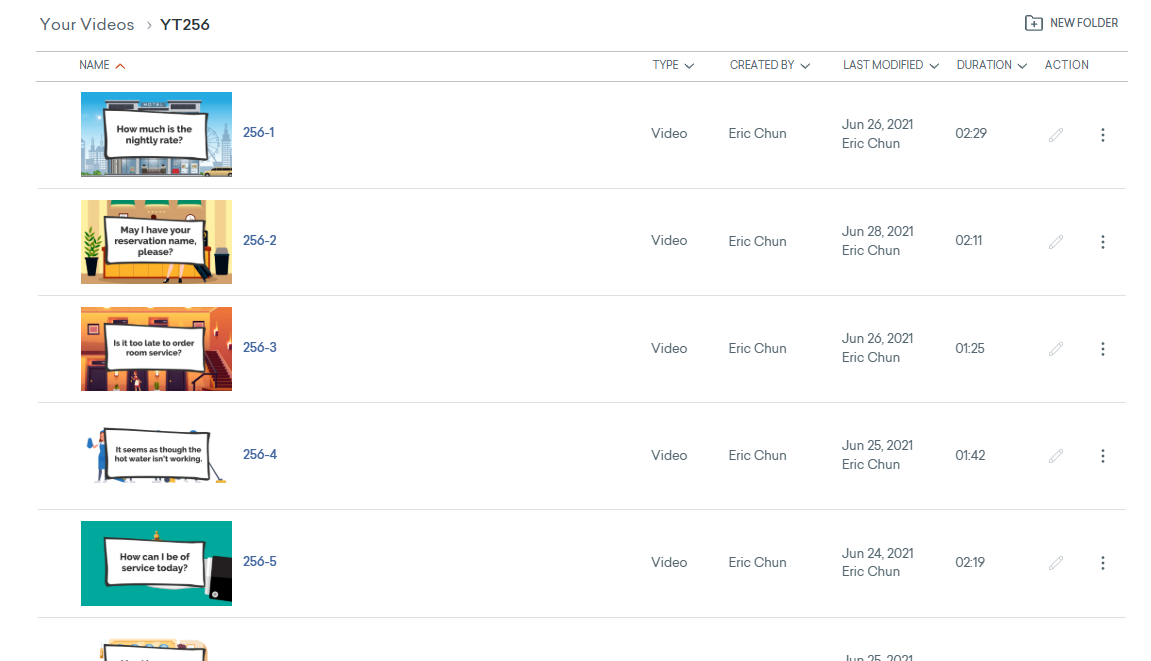 Your Videos › YT256
NEW FOLDER
NAME
TYPE
CREATED BY
LAST MODIFIED
DURATION
ACTION
HOTEL
How much is the
nightly rate?
256-1
Video
Eric Chun
Jun 26, 2021
Eric Chun
02:29
May I have your
reservation name,
please?
256-2
Video
Eric Chun
Jun 28, 2021
Eric Chun
02:11
Is it too late to order
room service?
256-3
Video
Eric Chun
Jun 26, 2021
Eric Chun
01:25
It seems as though the
hot water isn't working.
256-4
Video
Eric Chun
Jun 25, 2021
Eric Chun
01:42
How can I be of
service today?
256-5
Video
Eric Chun
Jun 24, 2021
Eric Chun
02:19
Jun 25, 2021